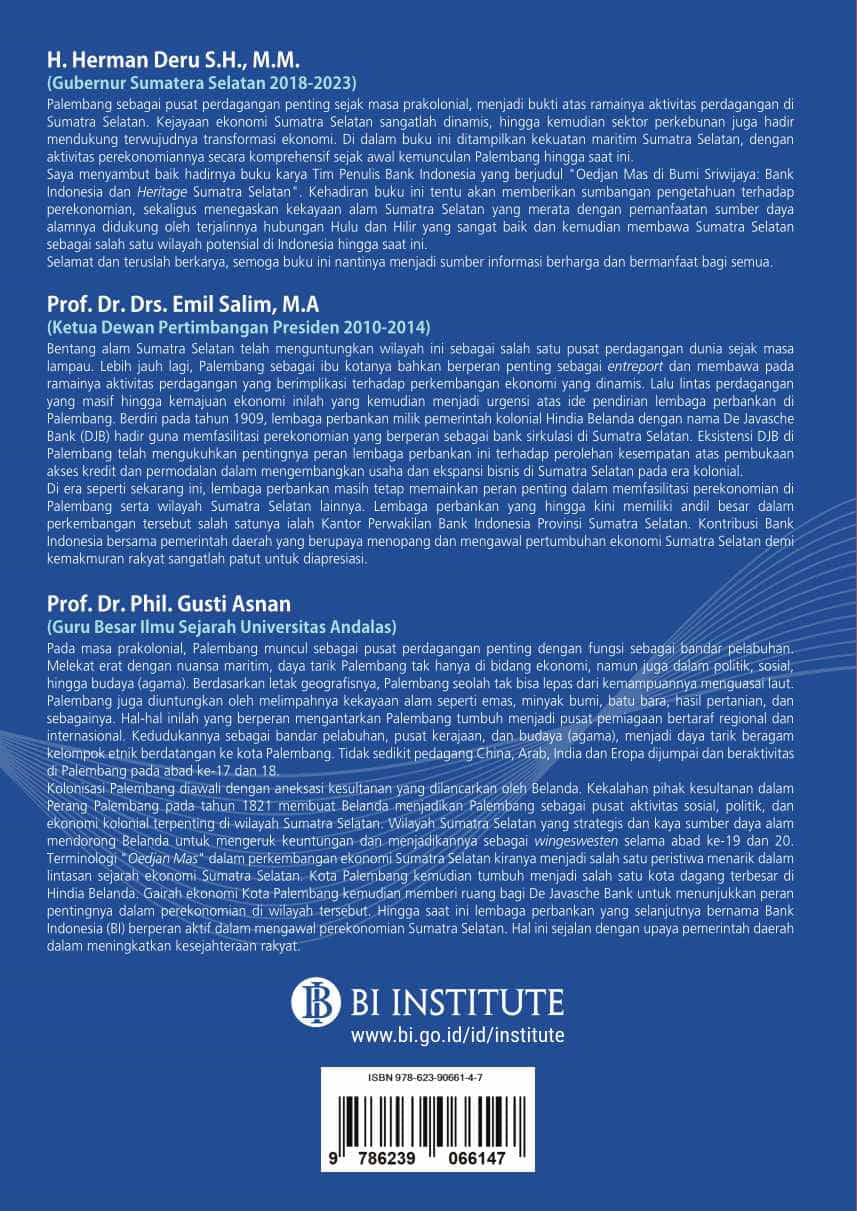 H. Herman Deru S.H., M.M.
(Gubernur Sumatera Selatan 2018-2023)
Palembang sebagai pusat perdagangan penting sejak masa prakolonial, menjadi bukti atas ramainya aktivitas perdagangan di
Sumatra Selatan. Kejayaan ekonomi Sumatra Selatan sangatlah dinamis, hingga kemudian sektor perkebunan juga hadir
mendukung terwujudnya transformasi ekonomi. Di dalam buku ini ditampilkan kekuatan maritim Sumatra Selatan, dengan
aktivitas perekonomiannya secara komprehensif sejak awal kemunculan Palembang hingga saat ini.
Saya menyambut baik hadirnya buku karya Tim Penulis Bank Indonesia yang berjudul "Oedjan Mas di Bumi Sriwijaya: Bank
Indonesia dan Heritage Sumatra Selatan". Kehadiran buku ini tentu akan memberikan sumbangan pengetahuan terhadap
perekonomian, sekaligus menegaskan kekayaan alam Sumatra Selatan yang merata dengan pemanfaatan sumber daya
alamnya didukung oleh terjalinnya hubungan Hulu dan Hilir yang sangat baik dan kemudian membawa Sumatra Selatan
sebagai salah satu wilayah potensial di Indonesia hingga saat ini.
Selamat dan teruslah berkarya, semoga buku ini nantinya menjadi sumber informasi berharga dan bermanfaat bagi semua.
Prof. Dr. Drs. Emil Salim, M.A
(Ketua Dewan Pertimbangan Presiden 2010-2014)
Bentang alam Sumatra Selatan telah menguntungkan wilayah ini sebagai salah satu pusat perdagangan dunia sejak masa
lampau. Lebih jauh lagi, Palembang sebagai ibu kotanya bahkan berperan penting sebagai entreport dan membawa pada
ramainya aktivitas perdagangan yang berimplikasi terhadap perkembangan ekonomi yang dinamis. Lalu lintas perdagangan
yang masif hingga kemajuan ekonomi inilah yang kemudian menjadi urgensi atas ide pendirian lembaga perbankan di
Palembang. Berdiri pada tahun 1909, lembaga perbankan milik pemerintah kolonial Hindia Belanda dengan nama De Javasche
Bank (DJB) hadir guna memfasilitasi perekonomian yang berperan sebagai bank sirkulasi di Sumatra Selatan. Eksistensi DJB di
Palembang telah mengukuhkan pentingnya peran lembaga perbankan ini terhadap perolehan kesempatan atas pembukaan
akses kredit dan permodalan dalam mengembangkan usaha dan ekspansi bisnis di Sumatra Selatan pada era kolonial.
Di era seperti sekarang ini, lembaga perbankan masih tetap memainkan peran penting dalam memfasilitasi perekonomian di
Palembang serta wilayah Sumatra Selatan lainnya. Lembaga perbankan yang hingga kini memiliki andil besar dalam
perkembangan tersebut salah satunya ialah Kantor Perwakilan Bank Indonesia Provinsi Sumatra Selatan. Kontribusi Bank
Indonesia bersama pemerintah daerah yang berupaya menopang dan mengawal pertumbuhan ekonomi Sumatra Selatan demi
kemakmuran rakyat sangatlah patut untuk diapresiasi.
Prof. Dr. Phil. Gusti Asnan
(Guru Besar Ilmu Sejarah Universitas Andalas)
Pada masa prakolonial, Palembang muncul sebagai pusat perdagangan penting dengan fungsi sebagai bandar pelabuhan.
Melekat erat dengan nuansa maritim, daya tarik Palembang tak hanya di bidang ekonomi, namun juga dalam politik, sosial,
hingga budaya (agama). Berdasarkan letak geografisnya, Palembang seolah tak bisa lepas dari kemampuannya menguasai laut.
Palembang juga diuntungkan oleh melimpahnya kekayaan alam seperti emas, minyak bumi, batu bara, hasil pertanian, dan
sebagainya. Hal-hal inilah yang berperan mengantarkan Palembang tumbuh menjadi pusat perniagaan bertaraf regional dan
internasional. Kedudukannya sebagai bandar pelabuhan, pusat kerajaan, dan budaya (agama), menjadi daya tarik beragam
kelompok etnik berdatangan ke kota Palembang. Tidak sedikit pedagang China, Arab, India dan Eropa dijumpai dan beraktivitas
di Palembang pada abad ke-17 dan 18.
Kolonisasi Palembang diawali dengan aneksasi kesultanan yang dilancarkan oleh Belanda. Kekalahan pihak kesultanan dalam
Perang Palembang pada tahun 1821 membuat Belanda menjadikan Palembang sebagai pusat aktivitas sosial, politik, dan
ekonomi kolonial terpenting di wilayah Sumatra Selatan. Wilayah Sumatra Selatan yang strategis dan kaya sumber daya alam
mendorong Belanda untuk mengeruk keuntungan dan menjadikannya sebagai wingeswesten selama abad ke-19 dan 20.
Terminologi "Oedjan Mas" dalam perkembangan ekonomi Sumatra Selatan kiranya menjadi salah satu peristiwa menarik dalam
lintasan sejarah ekonomi Sumatra Selatan. Kota Palembang kemudian tumbuh menjadi salah satu kota dagang terbesar di
Hindia Belanda. Gairah ekonomi Kota Palembang kemudian memberi ruang bagi De Javasche Bank untuk menunjukkan peran
pentingnya dalam perekonomian di wilayah tersebut. Hingga saat ini lembaga perbankan yang selanjutnya bernama Bank
Indonesia (BI) berperan aktif dalam mengawal perekonomian Sumatra Selatan. Hal ini sejalan dengan upaya pemerintah daerah
dalam meningkatkan kesejahteraan rakyat.
BI INSTITUTE
www.bi.go.id/id/institute
ISBN 978-623-90661-4-7
9 786239 066147